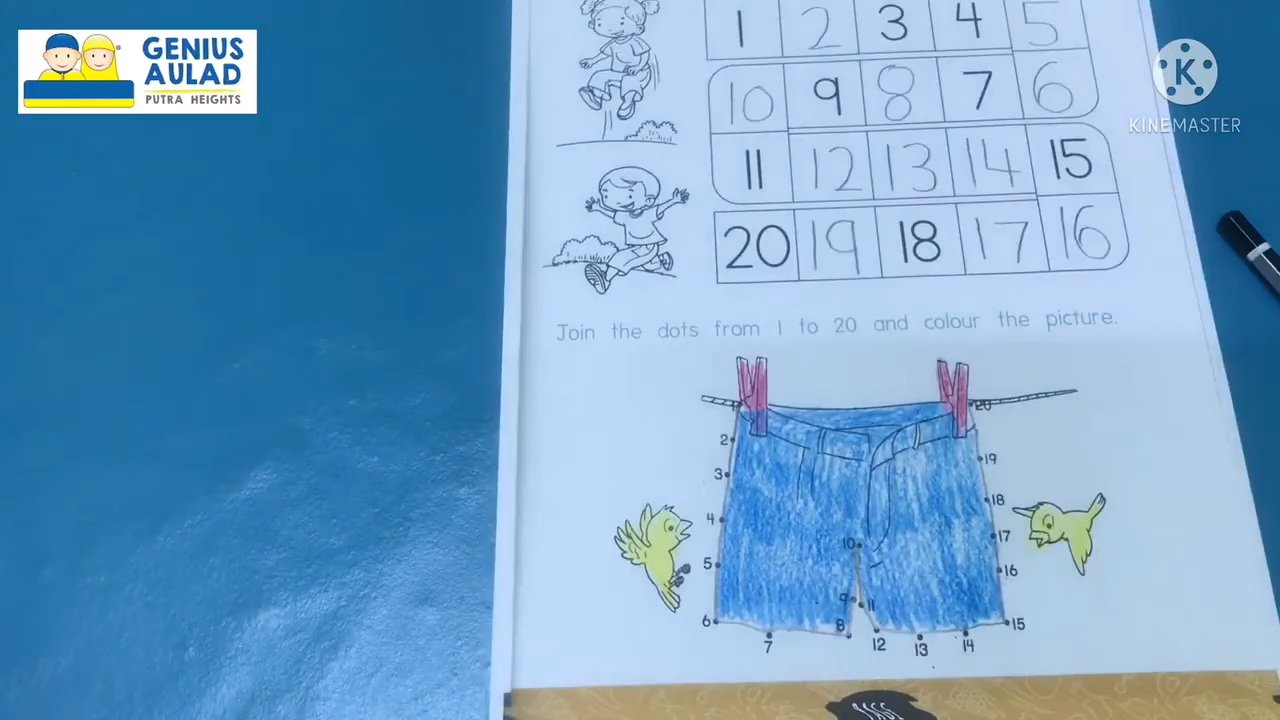 GENIUS
AULAD
PUTRA HEIGHTS
K
KINEMASTER
1 2 3 4 5
10 9 8 7 6
11 12 13 14 15
20 19 18 17 16
Join the dots from 1 to 20 and colour the picture.
20
2
19
3
18
4
17
10
5
16
9
11
6
8
15
7
12
13
14